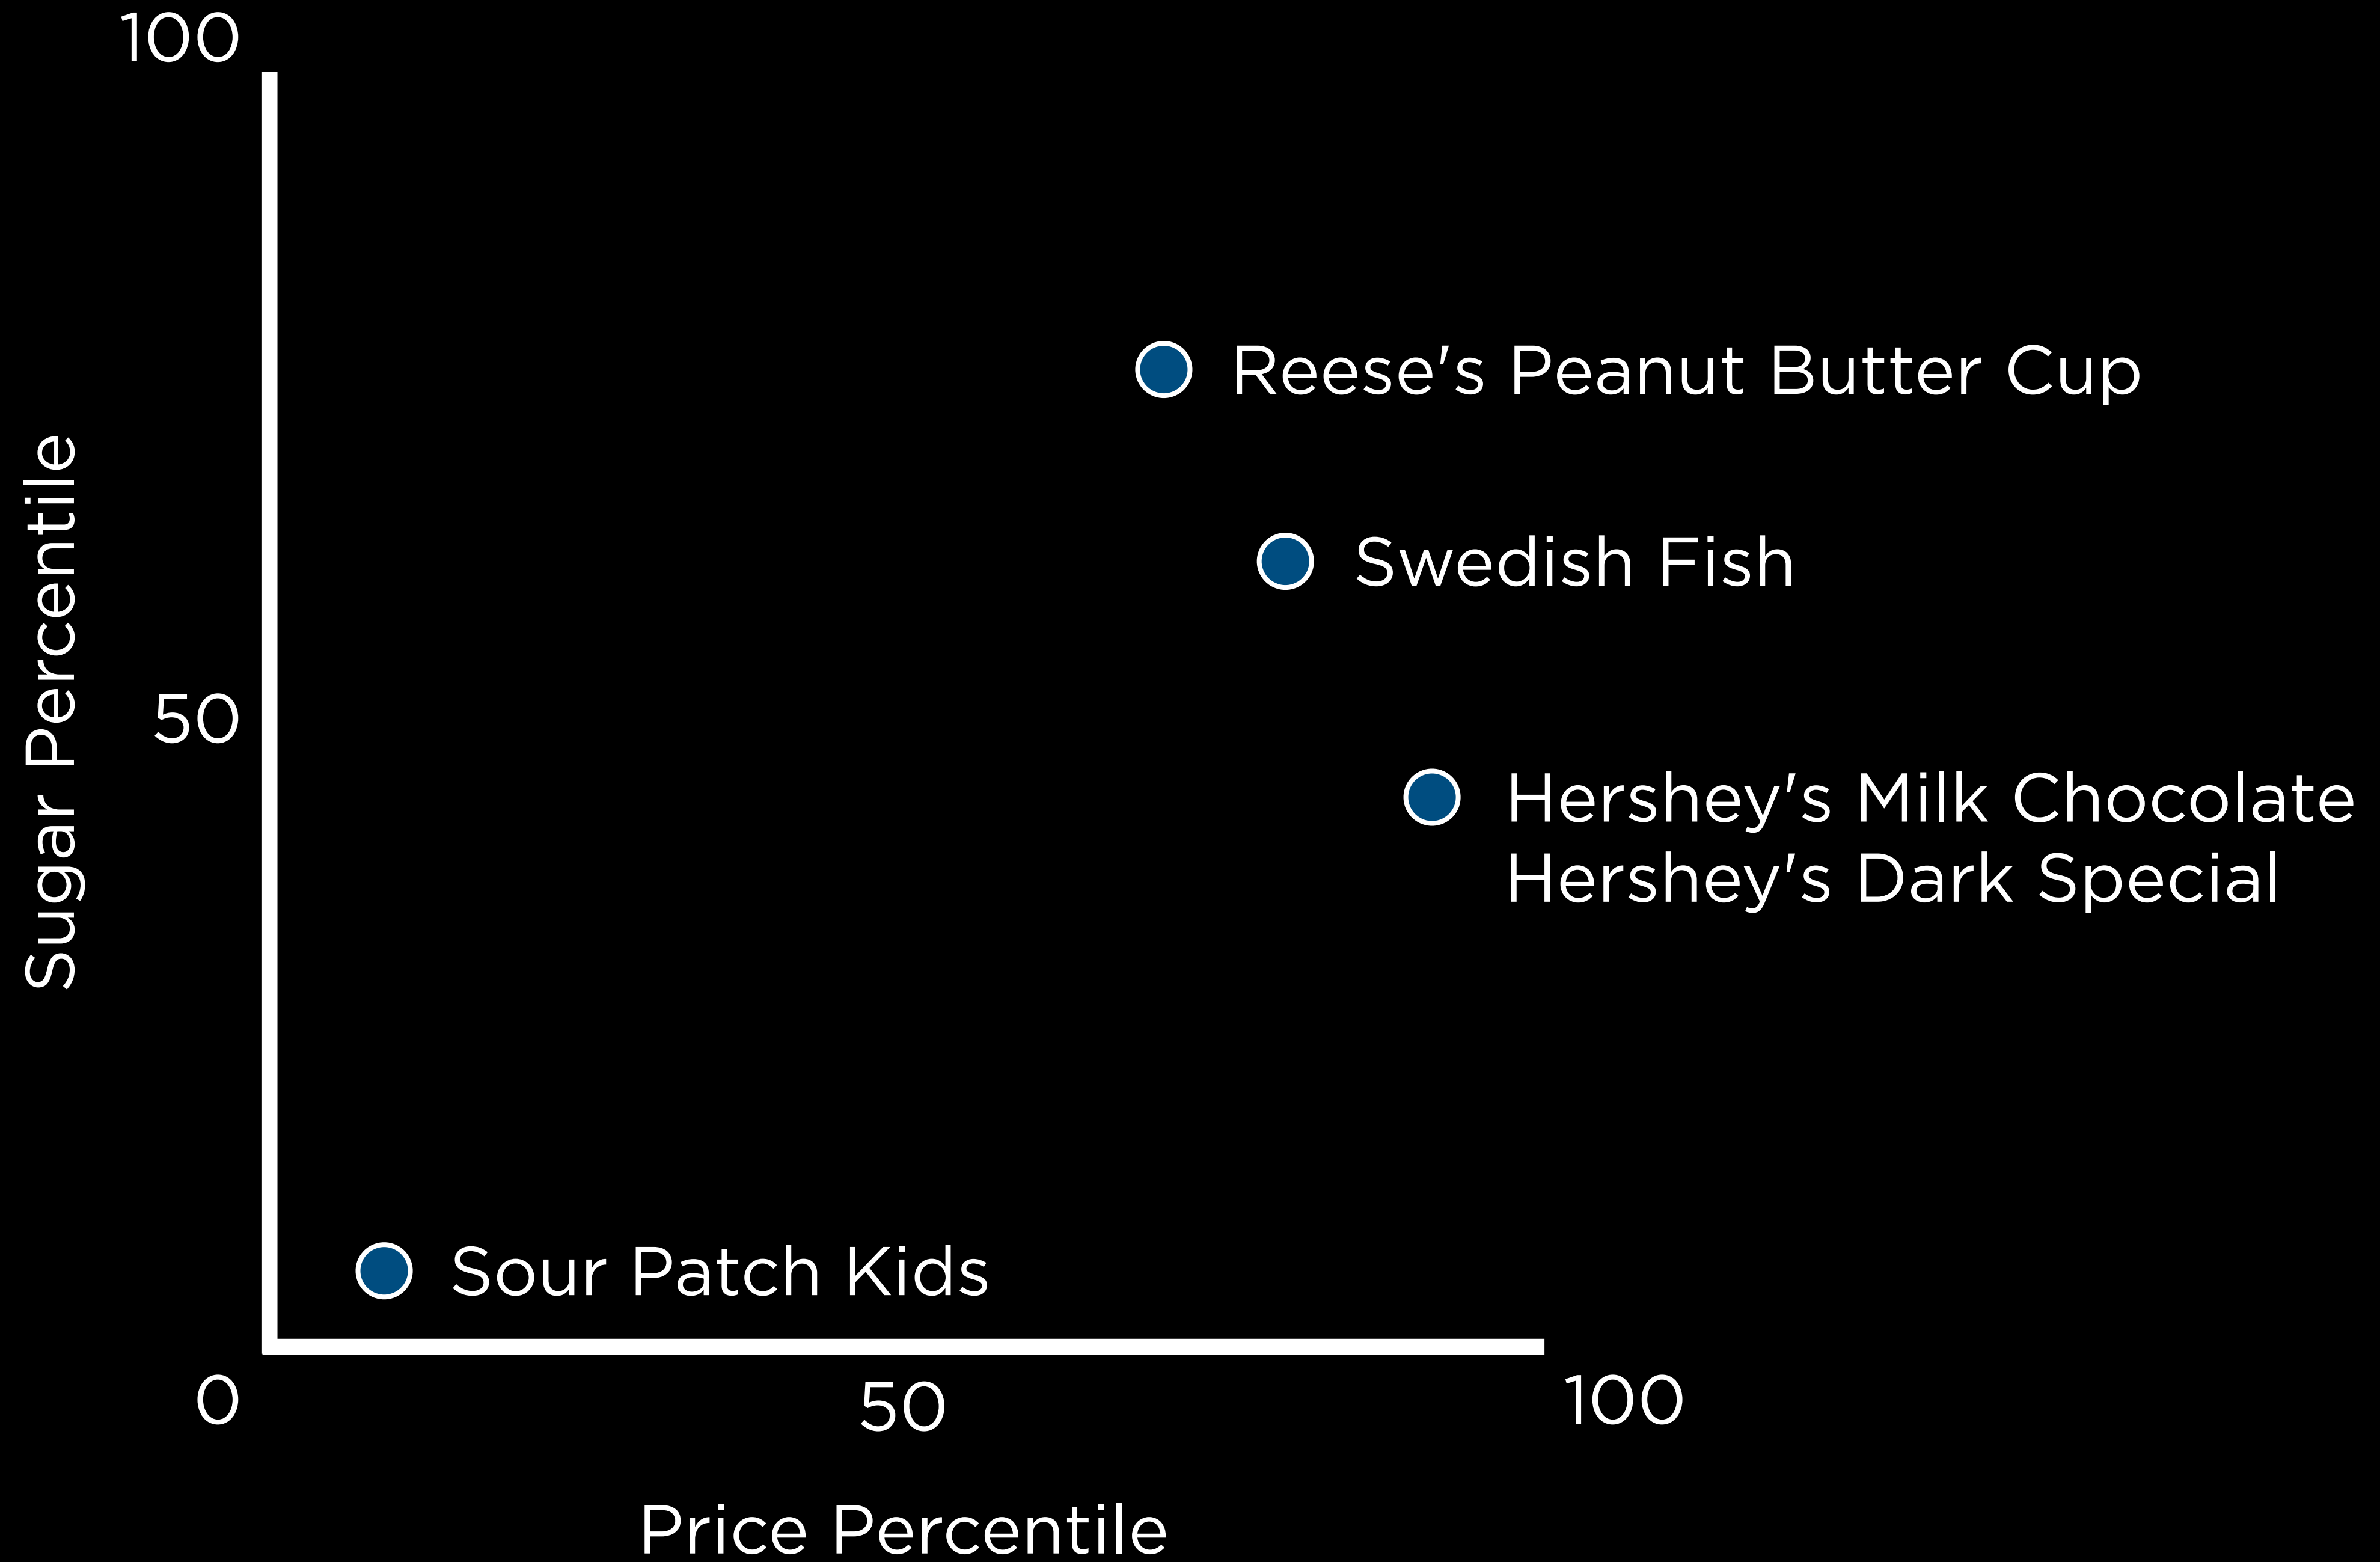 100
Reese's Peanut Butter Cup
Swedish Fish
Sugar Percentile
50
Hershey's Milk Chocolate
Hershey's Dark Special
Sour Patch Kids
0
50
100
Price Percentile